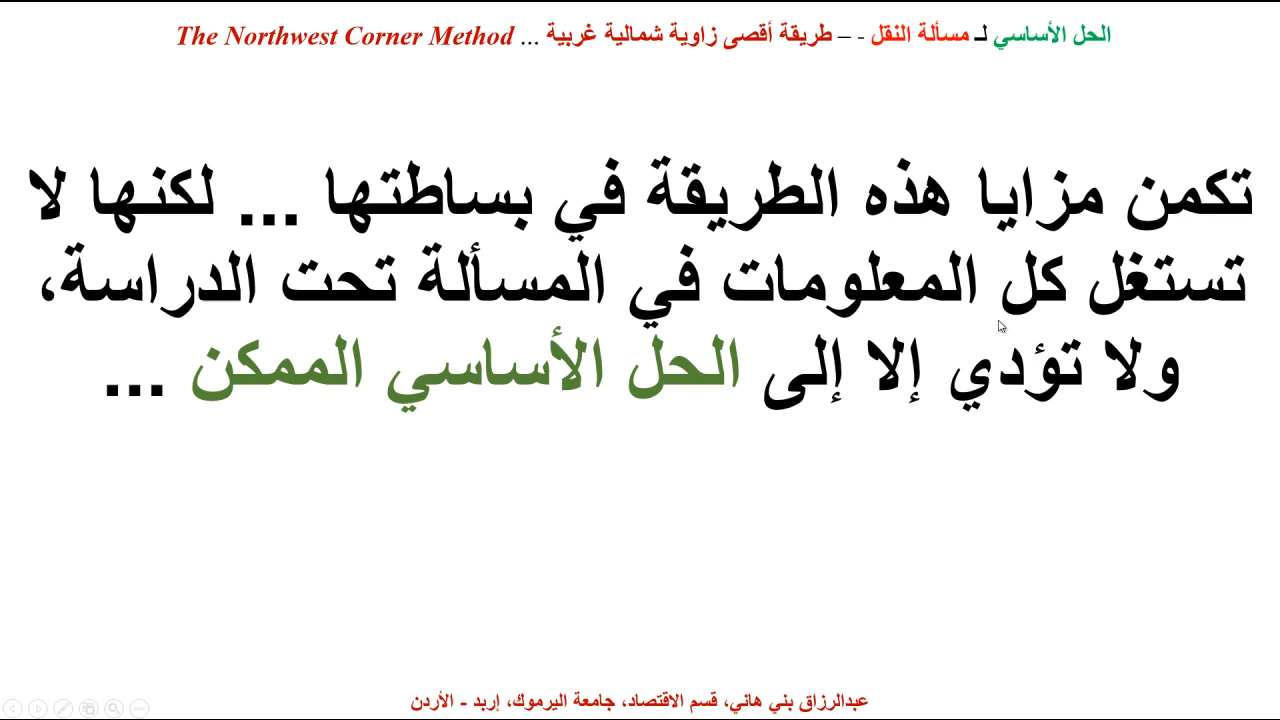 الحل الأساسي لـ مسألة النقل - – طريقة أقصى زاوية شمالية غربية ... The Northwest Corner Method
تكمن مزايا هذه الطريقة في بساطتها ... لكنها لا
تستغل كل المعلومات في المسألة تحت الدراسة،
ولا تؤدي إلا إلى الحل الأساسي الممكن ...
عبدالرزاق بني هاني، قسم الاقتصاد، جامعة اليرموك، إربد - الأردن